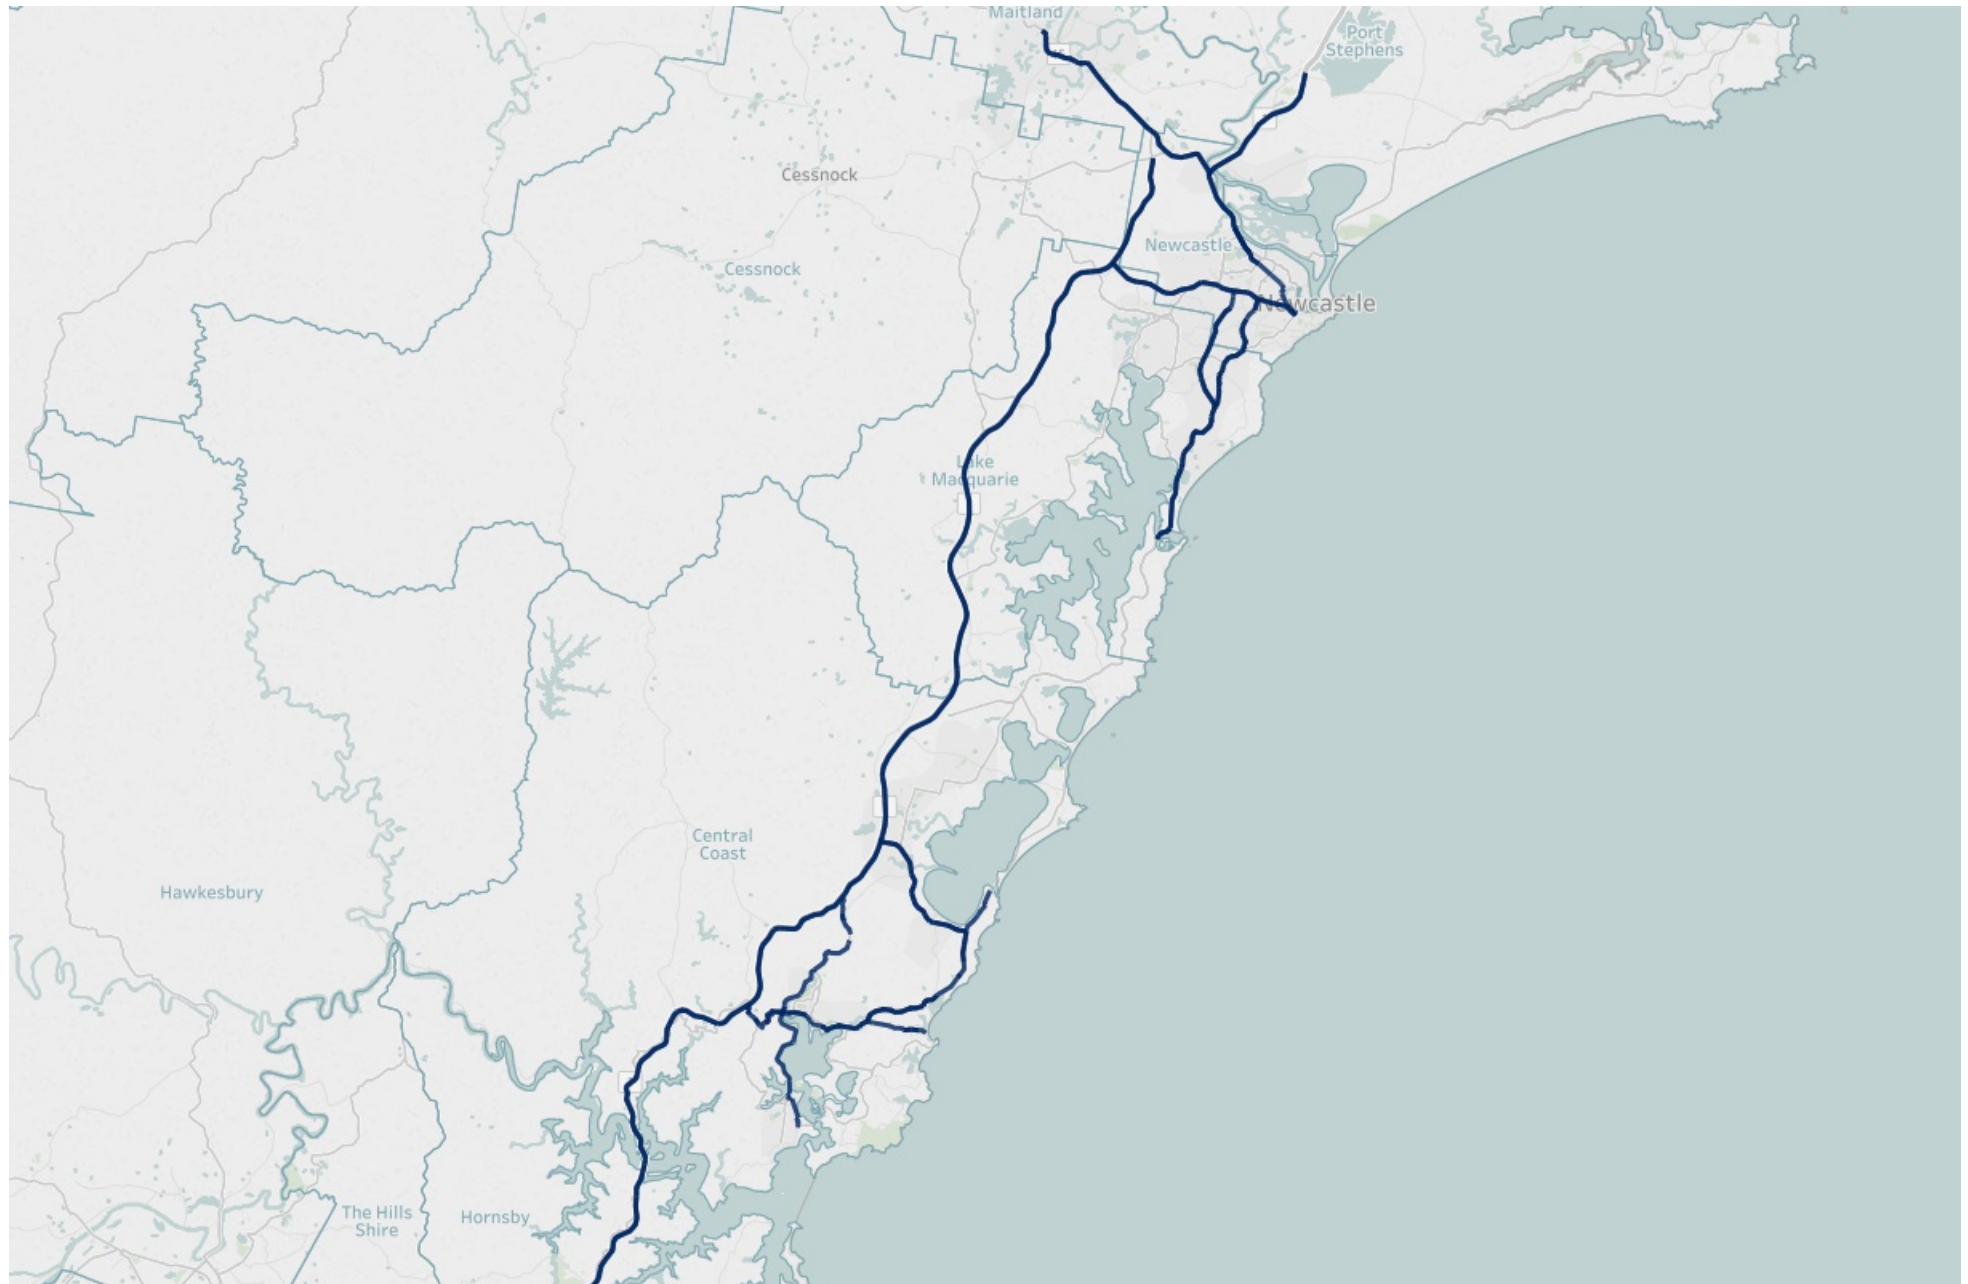 Maitland
Port
Stephens
Cessnock
Newcastle
Cessnock
Newcastle
Lake
Macquarie
Central
Coast
Hawkesbury
The Hills
Shire
Hornsby